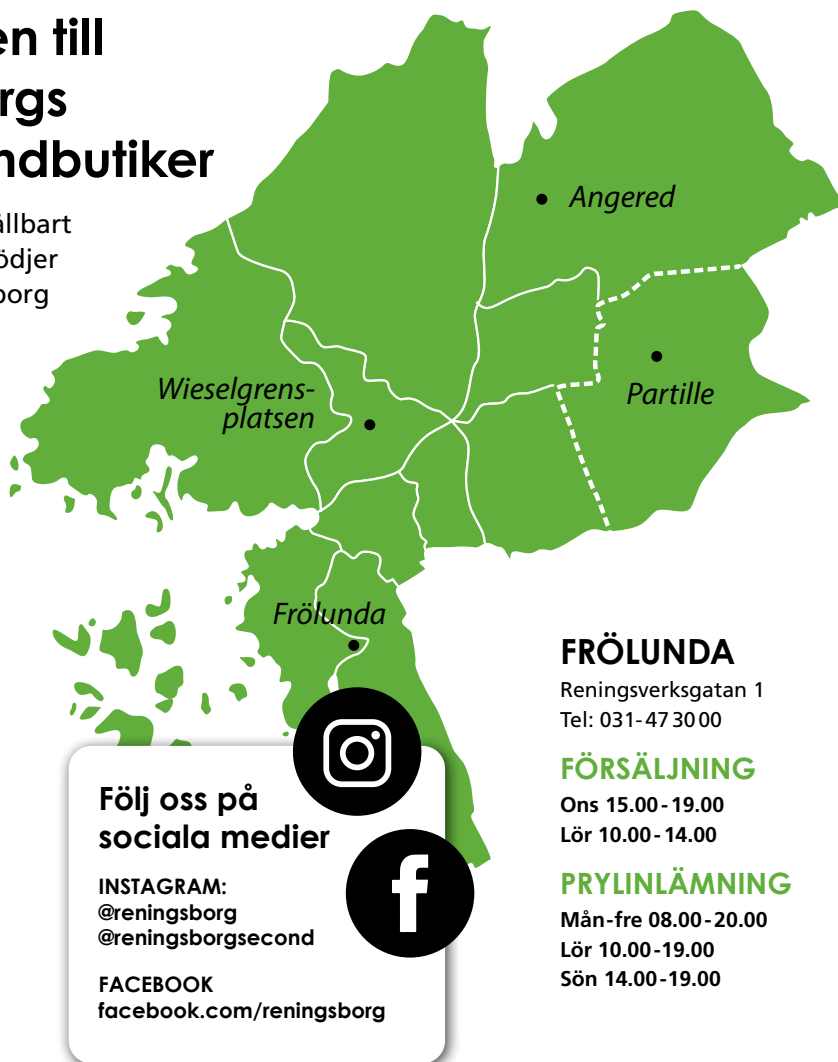 en till
rgs
ndbutiker
ållbart
ödjer
borg
Angered
Partille
Wieselgrens-
platsen
Frölunda
FRÖLUNDA
Reningsverksgatan 1
Tel: 031-47 30 00
FÖRSÄLJNING
Ons 15.00-19.00
Lör 10.00-14.00
PRYLINLÄMNING
Mån-fre 08.00-20.00
Lör 10.00-19.00
Sön 14.00-19.00
Följ oss på
sociala medier
INSTAGRAM:
@reningsborg
@reningsborgsecond
FACEBOOK
facebook.com/reningsborg